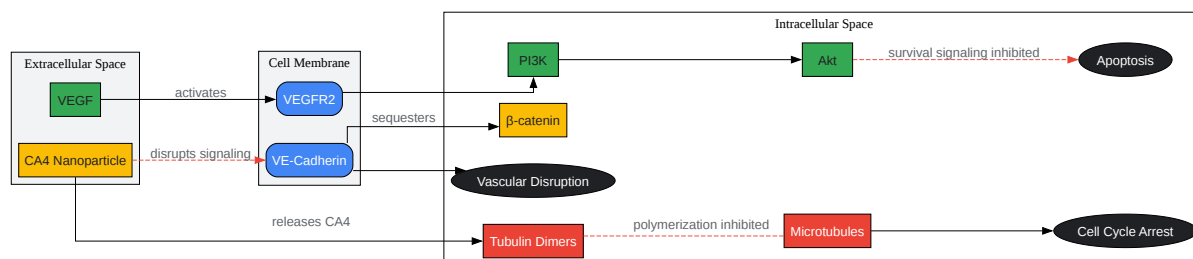 Intracellular Space
Extracellular Space
Cell Membrane
PI3K
Akt
survival signaling inhibited
Apoptosis
VEGF
activates
VEGFR2
sequesters
β-catenin
CA4 Nanoparticle
disrupts signaling
VE-Cadherin
Vascular Disruption
releases CA4
Tubulin Dimers
polymerization inhibited
Microtubules
Cell Cycle Arrest